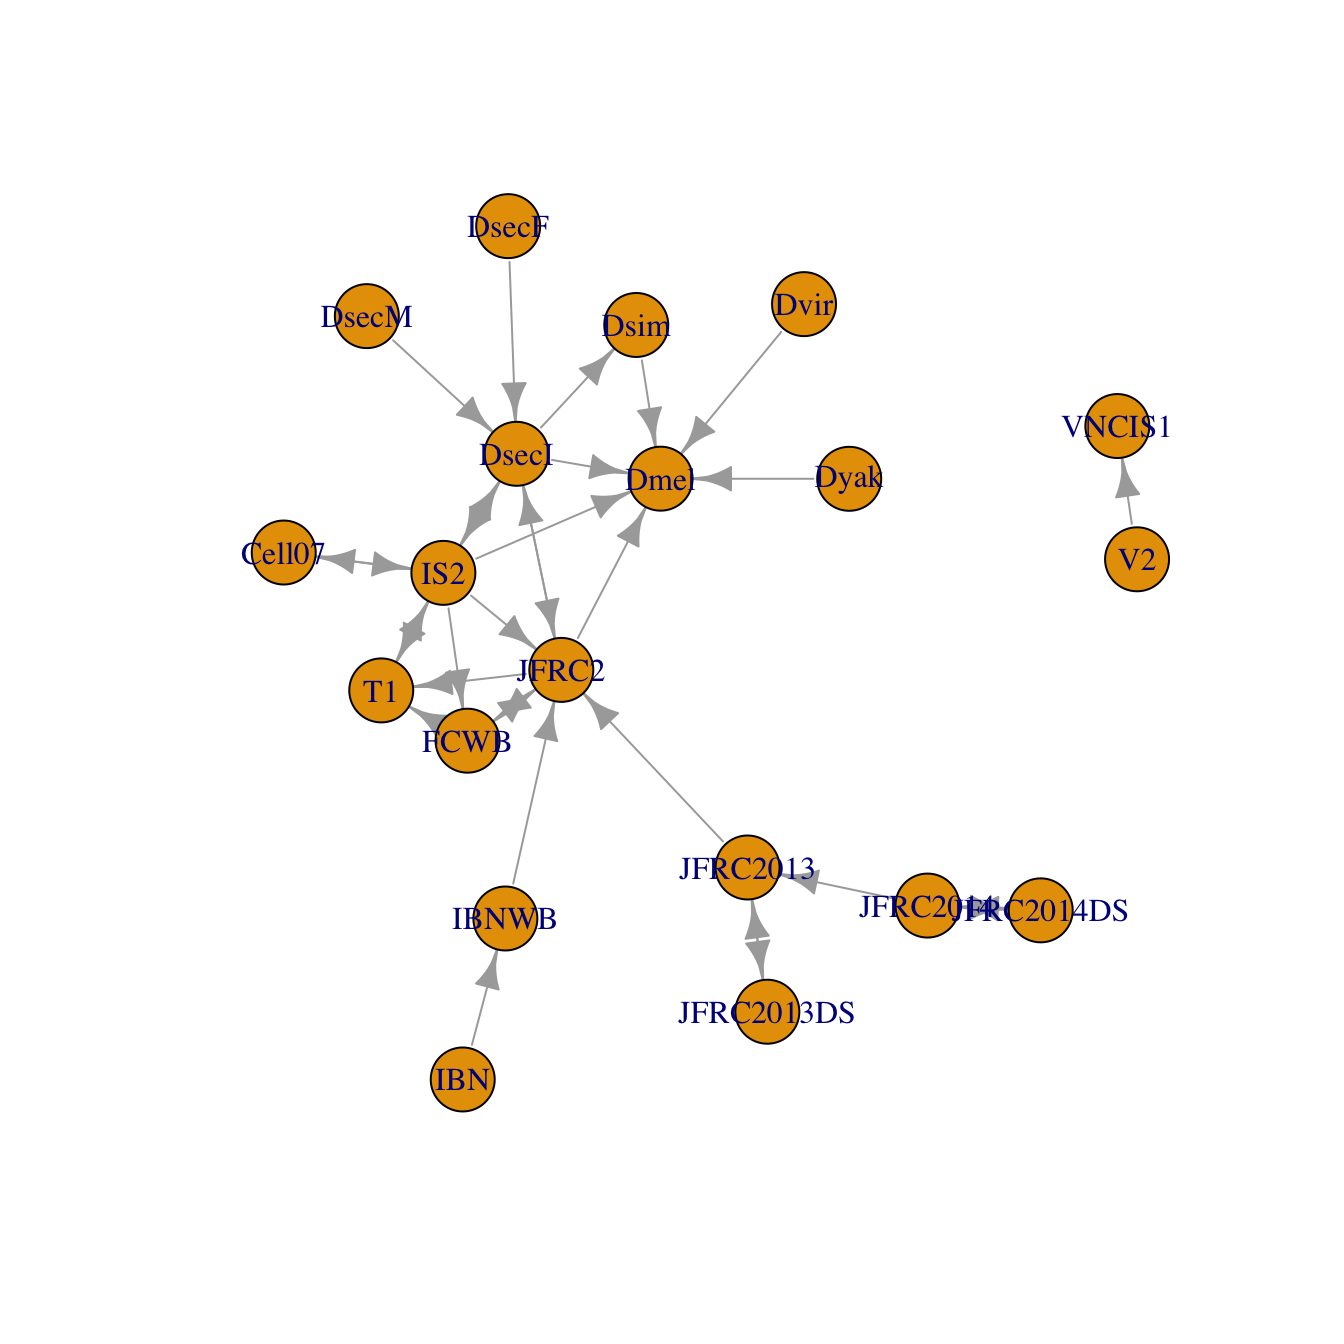 DsecF
Dvir
DsecM
Dsim
VNCIS1
DsecI
Dmel
Dyak
Cell07
V2
IS2
JFRC2
T1
FCWB
JFRC2013
JFRC2014
JFRC2014DS
IBNWB
JFRC2013DS
IBN